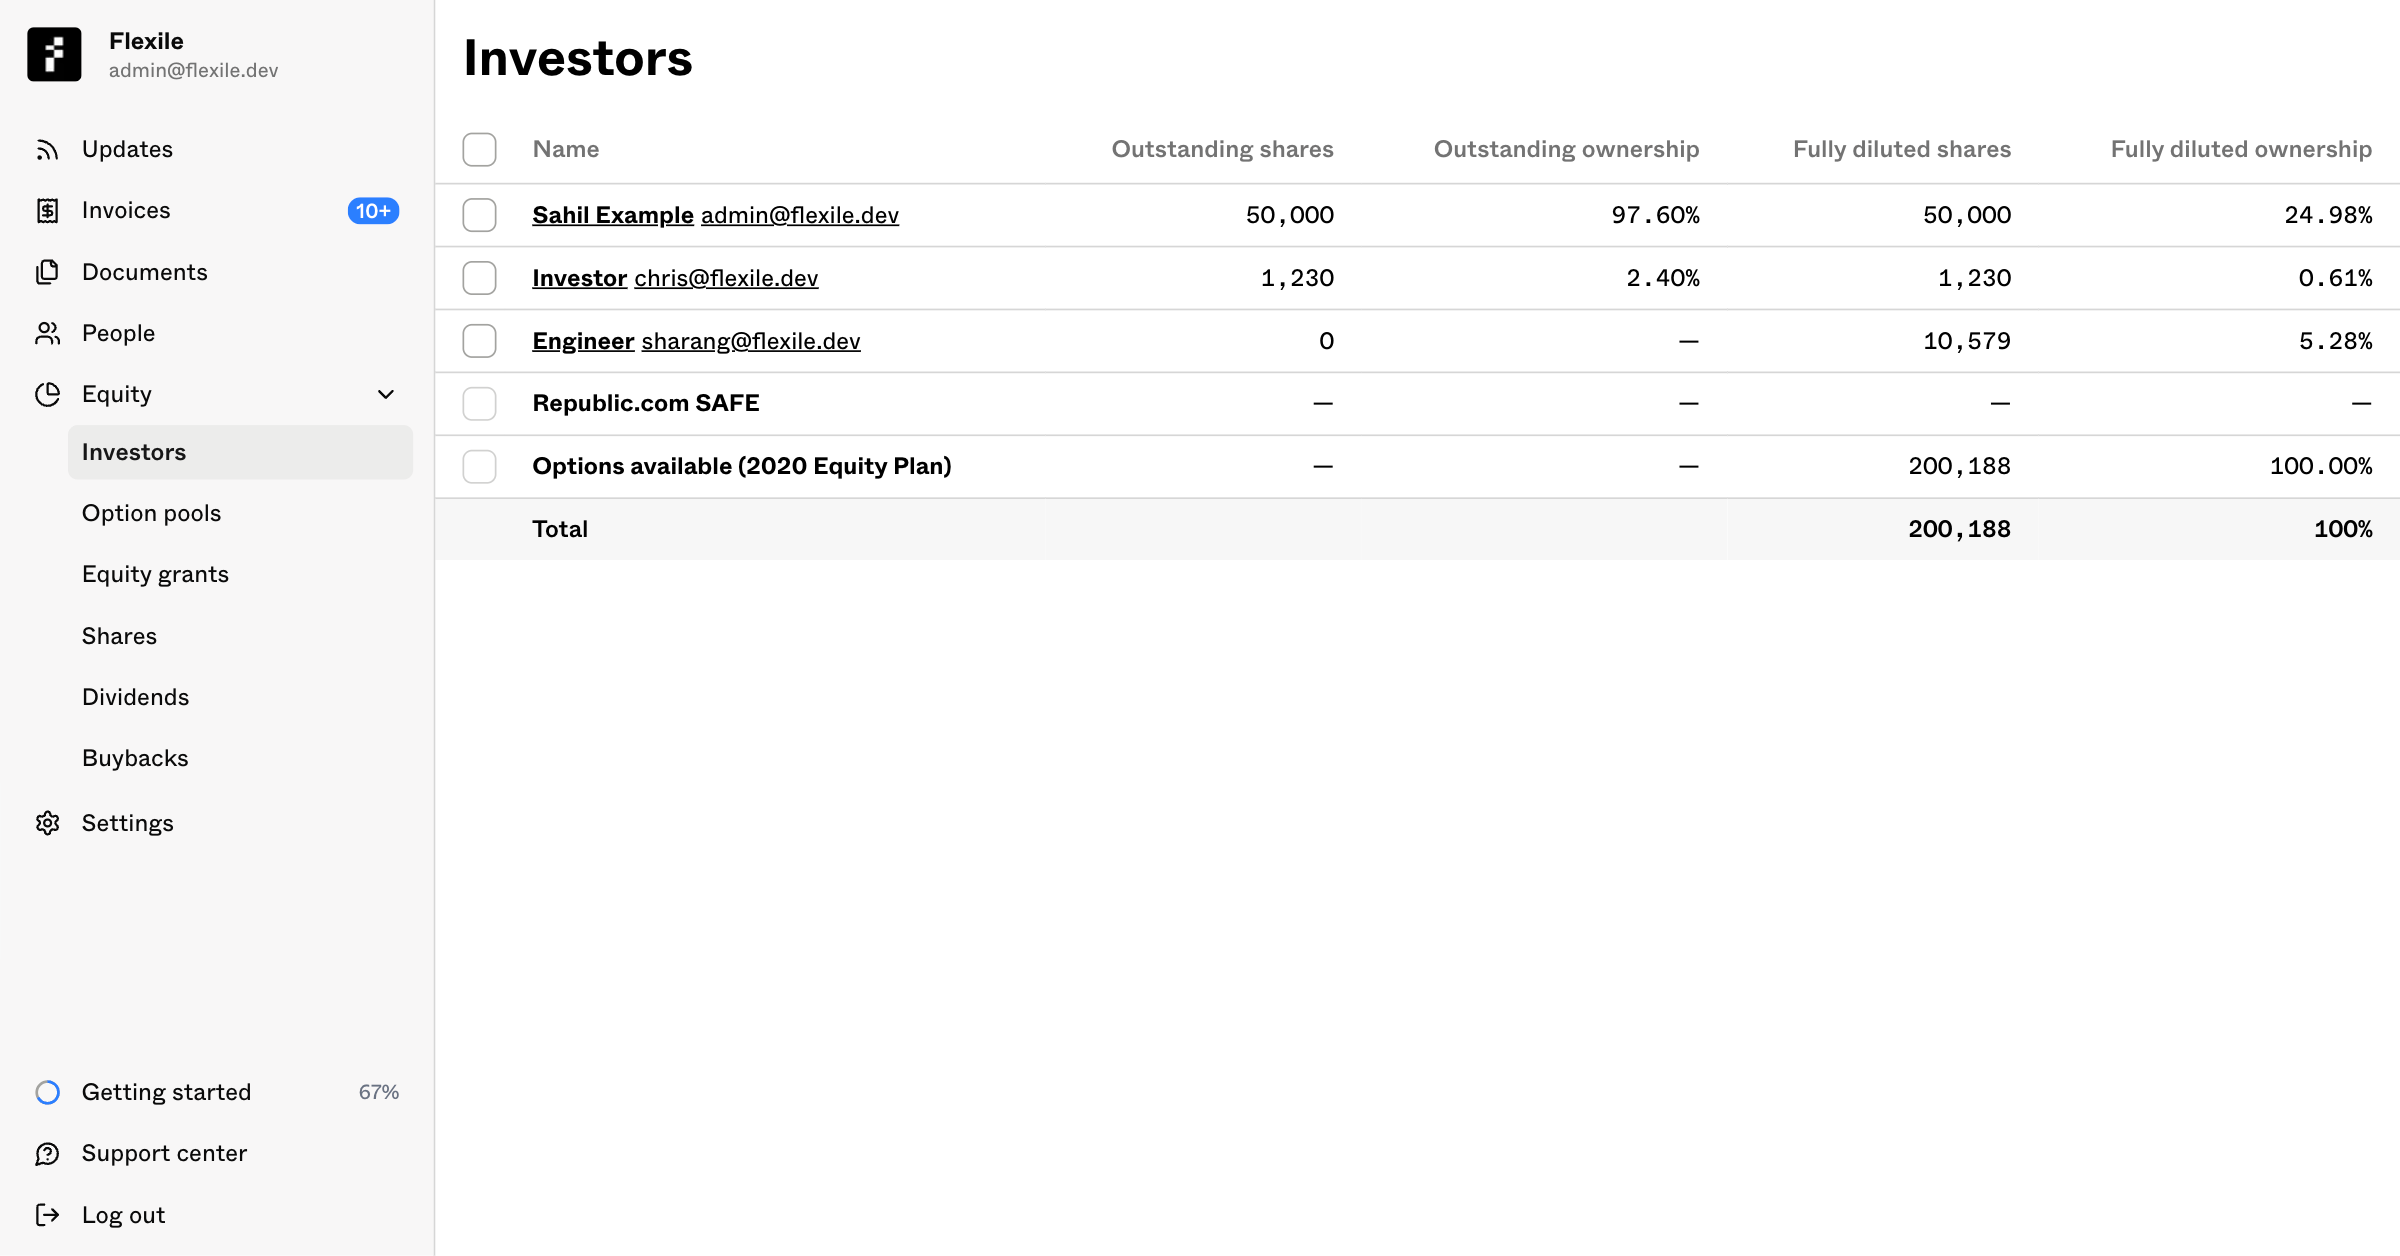 Flexile
admin@flexile.dev
Updates
Invoices 10+
Documents
People
Equity
Investors
Option pools
Equity grants
Shares
Dividends
Buybacks
Settings
Getting started 67%
Support center
Log out
Investors
Name Outstanding shares Outstanding ownership Fully diluted shares Fully diluted ownership
Sahil Example admin@flexile.dev 50,000 97.60% 50,000 24.98%
Investor chris@flexile.dev 1,230 2.40% 1,230 0.61%
Engineer sharang@flexile.dev 0 — 10,579 5.28%
Republic.com SAFE — — — —
Options available (2020 Equity Plan) — — 200,188 100.00%
Total 200,188 100%